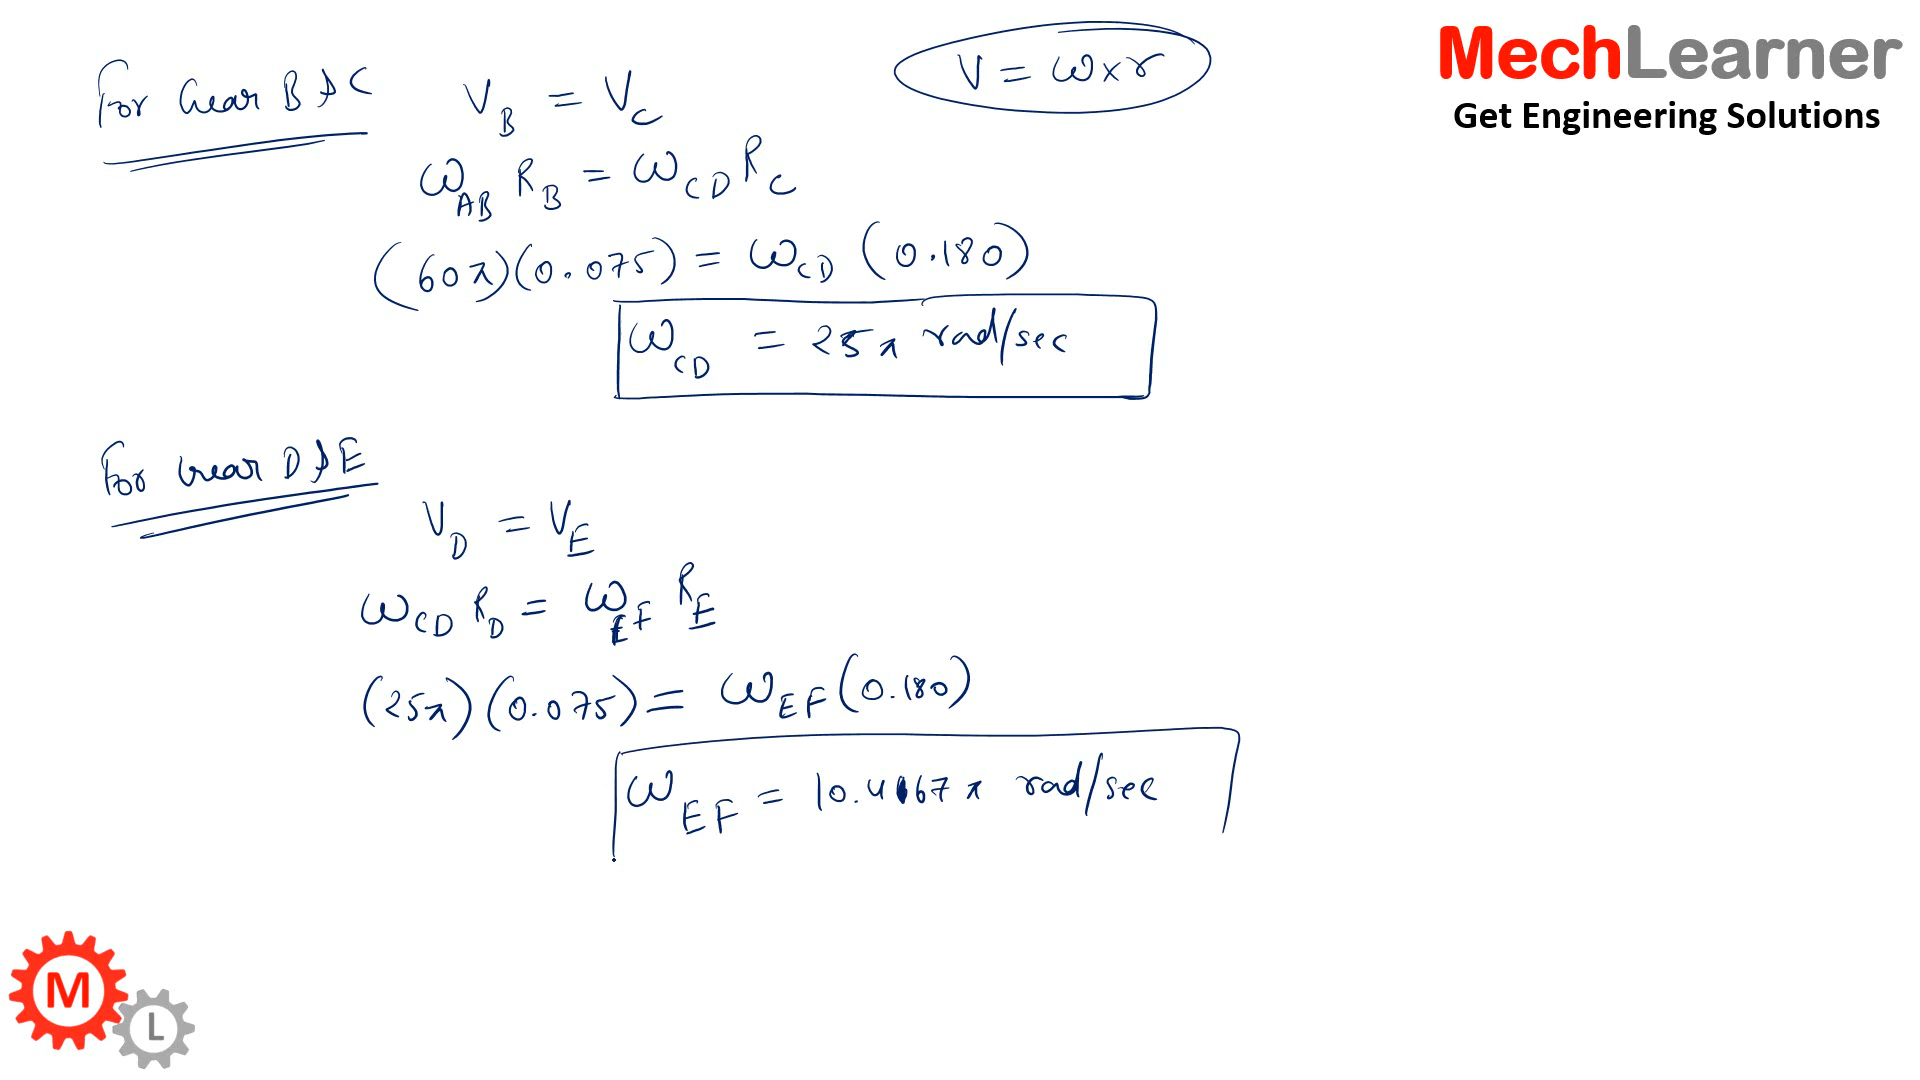 For Gear B & C
V_B = V_C
V = ω × r
MechLearner
Get Engineering Solutions
ω_AB R_B = ω_CD R_C
(60π)(0.075) = ω_CD (0.180)
ω_CD = 25π rad/sec
For Gear D & E
V_D = V_E
ω_CD R_D = ω_EF R_E
(25π)(0.075) = ω_EF (0.180)
ω_EF = 10.4167π rad/sec
M
L